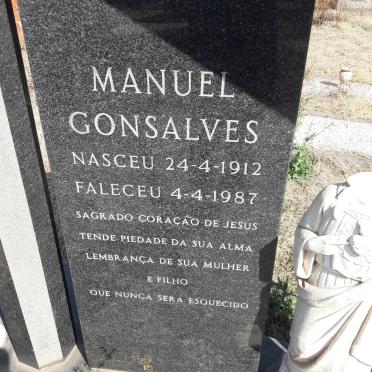 MANUEL
GONSALVES
NASCEU 24-4-1912
FALECEU 4-4-1987
SAGRADO CORAÇAO DE JESUS
TENDE PIEDADE DA SUA ALMA
LEMBRANÇA DE SUA MULHER
E FILHO
QUE NUNCA SERA ESQUECIDO